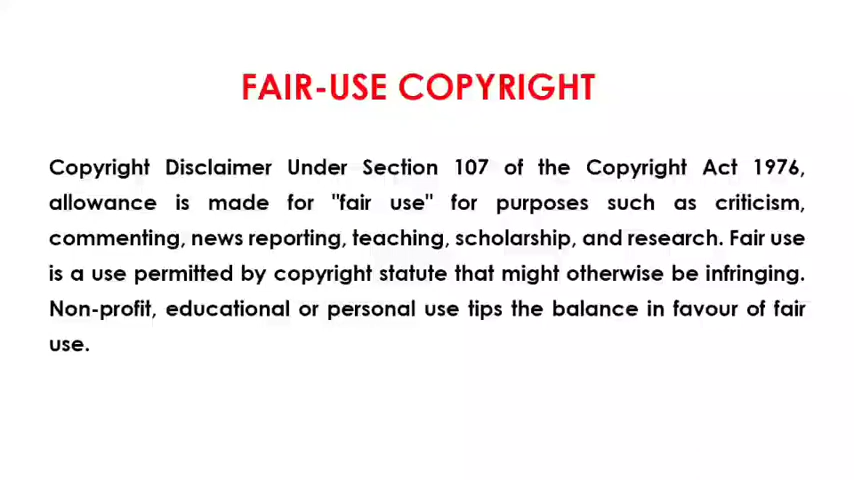 FAIR-USE COPYRIGHT
Copyright Disclaimer Under Section 107 of the Copyright Act 1976,
allowance is made for "fair use" for purposes such as criticism,
commenting, news reporting, teaching, scholarship, and research. Fair use
is a use permitted by copyright statute that might otherwise be infringing.
Non-profit, educational or personal use tips the balance in favour of fair
use.